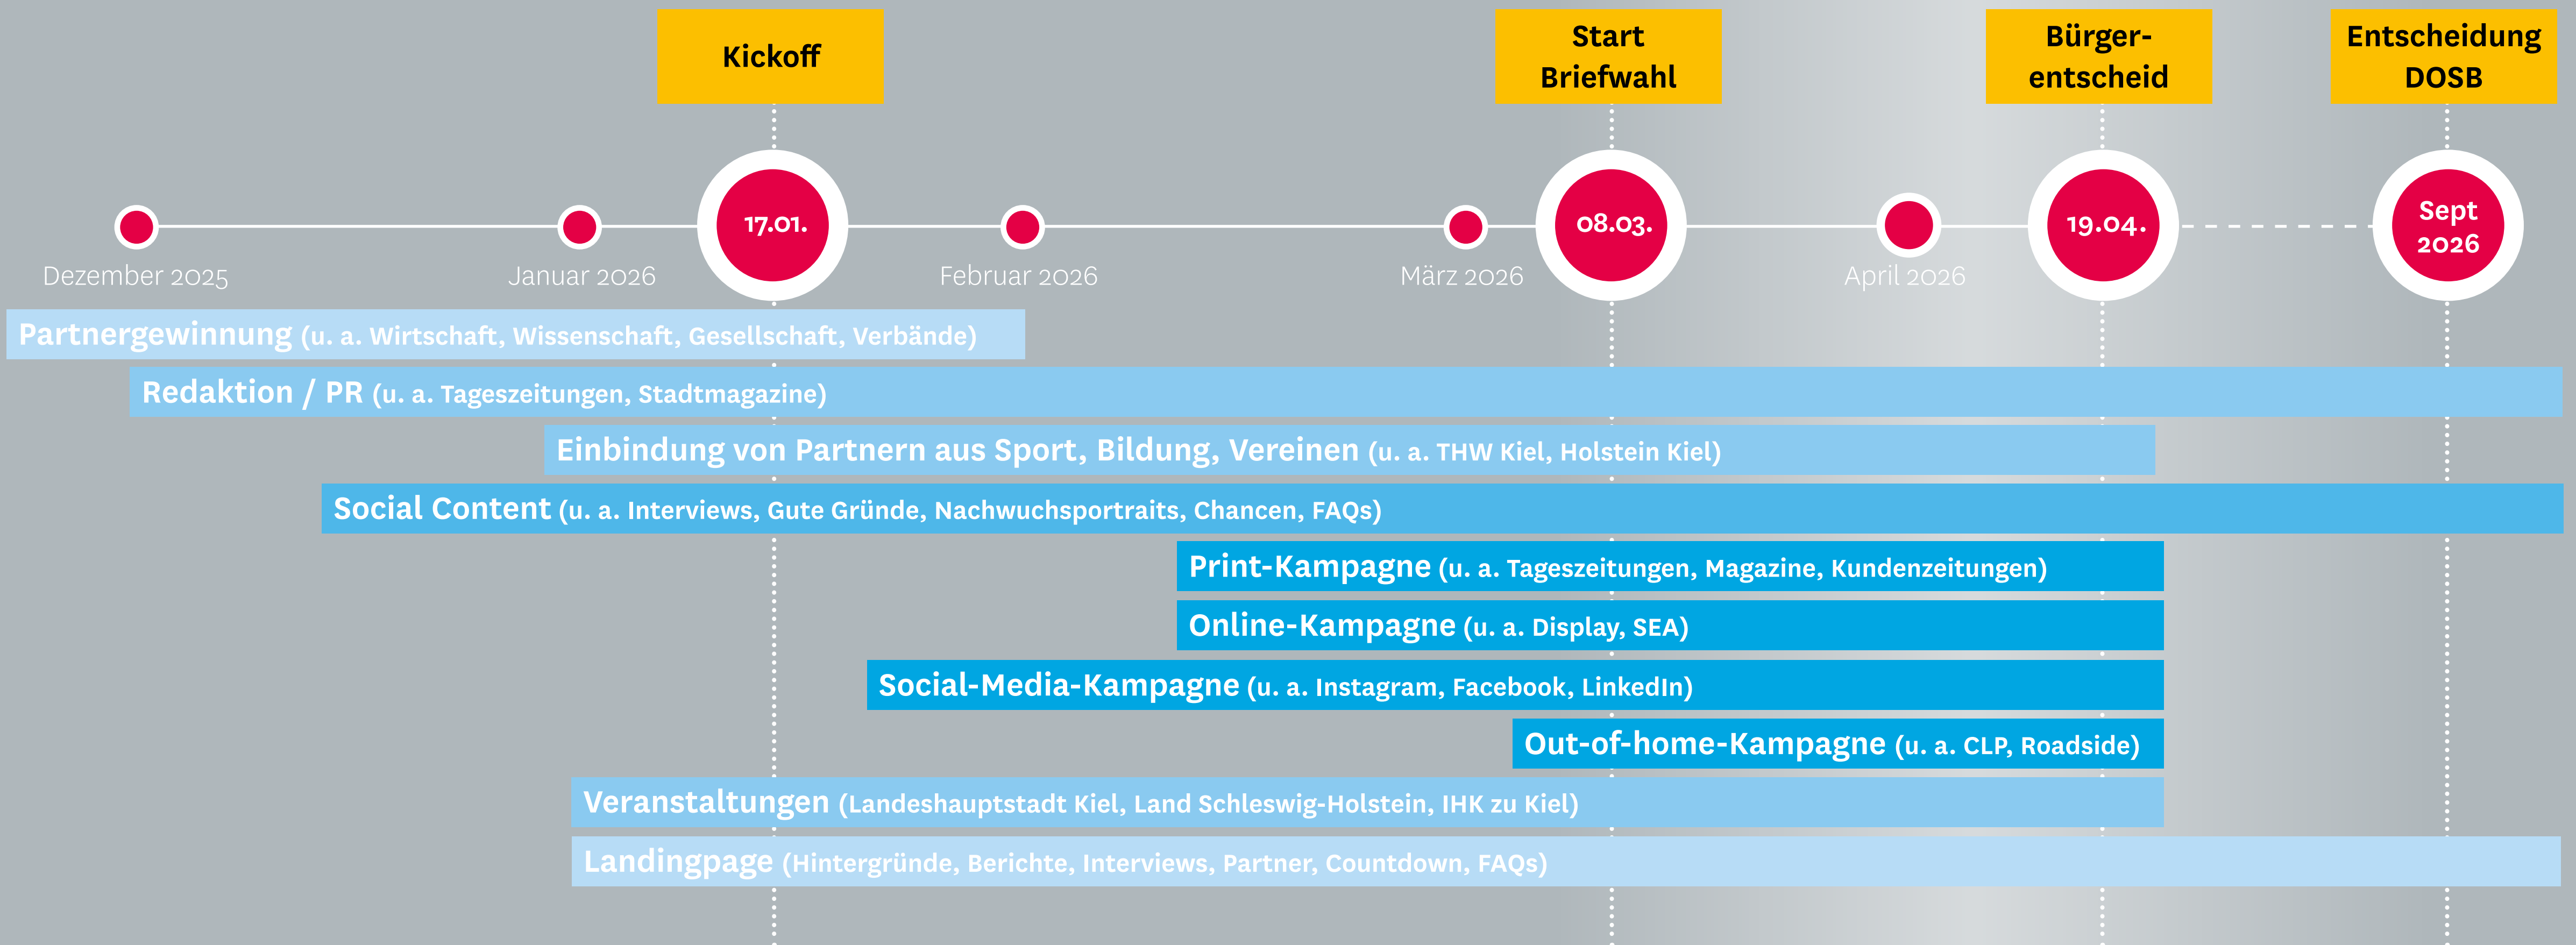 Kickoff
Start
Briefwahl
Bürger-
entscheid
Entscheidung
DOSB
17.01.
08.03.
19.04.
Sept
2026
Dezember 2025
Januar 2026
Februar 2026
März 2026
April 2026
Partnergewinnung (u. a. Wirtschaft, Wissenschaft, Gesellschaft, Verbände)
Redaktion / PR (u. a. Tageszeitungen, Stadtmagazine)
Einbindung von Partnern aus Sport, Bildung, Vereinen (u. a. THW Kiel, Holstein Kiel)
Social Content (u. a. Interviews, Gute Gründe, Nachwuchsportraits, Chancen, FAQs)
Print-Kampagne (u. a. Tageszeitungen, Magazine, Kundenzeitungen)
Online-Kampagne (u. a. Display, SEA)
Social-Media-Kampagne (u. a. Instagram, Facebook, LinkedIn)
Out-of-home-Kampagne (u. a. CLP, Roadside)
Veranstaltungen (Landeshauptstadt Kiel, Land Schleswig-Holstein, IHK zu Kiel)
Landingpage (Hintergründe, Berichte, Interviews, Partner, Countdown, FAQs)